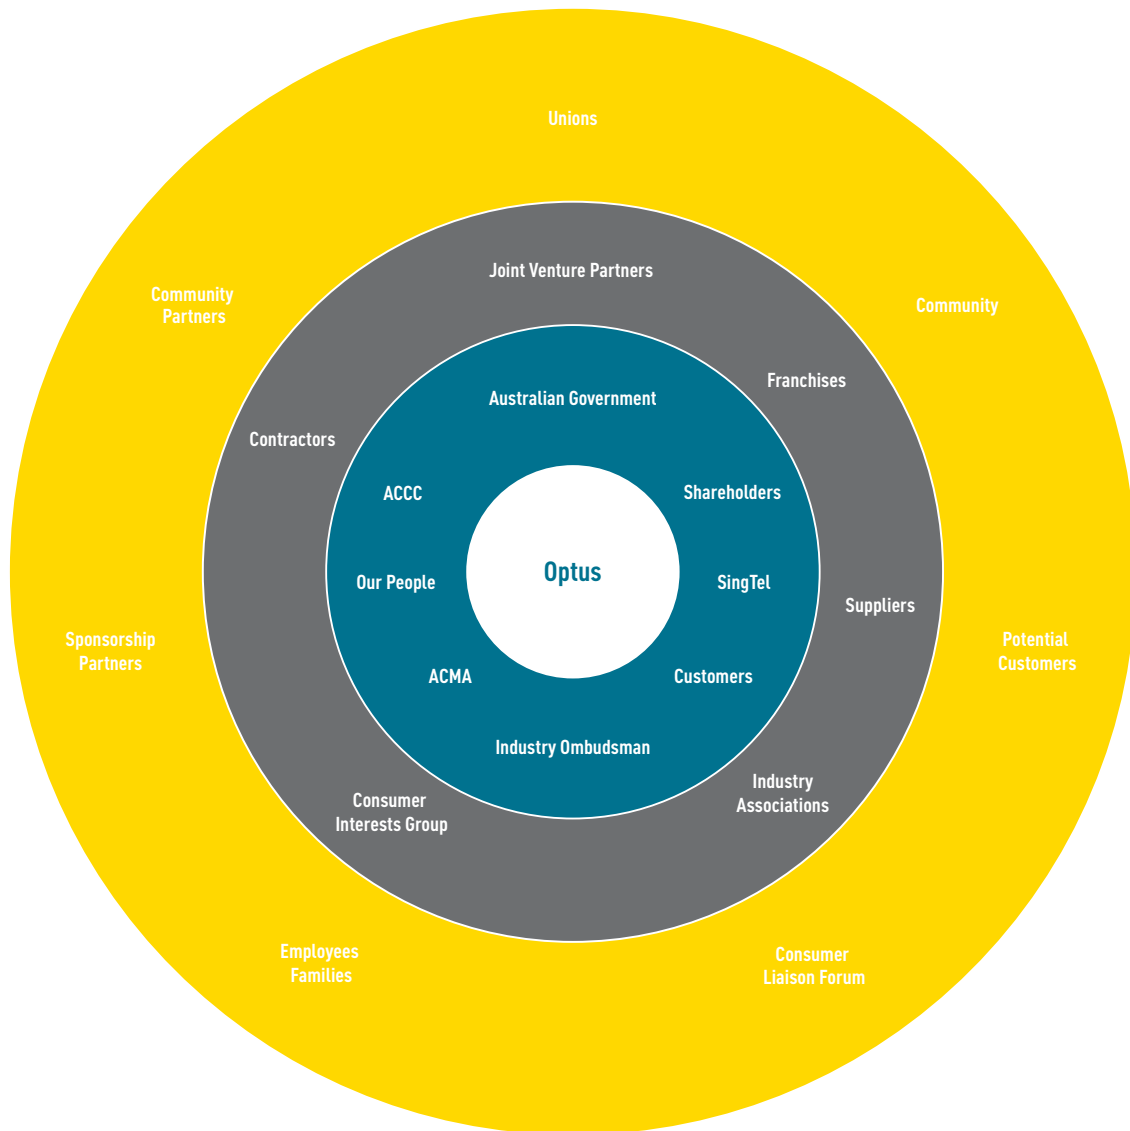 Unions
Joint Venture Partners
Community
Partners
Community
Franchises
Australian Government
Contractors
ACCC
Shareholders
Optus
Our People
SingTel
Suppliers
Sponsorship
Partners
Potential
Customers
ACMA
Customers
Industry Ombudsman
Industry
Associations
Consumer
Interests Group
Employees
Families
Consumer
Liaison Forum